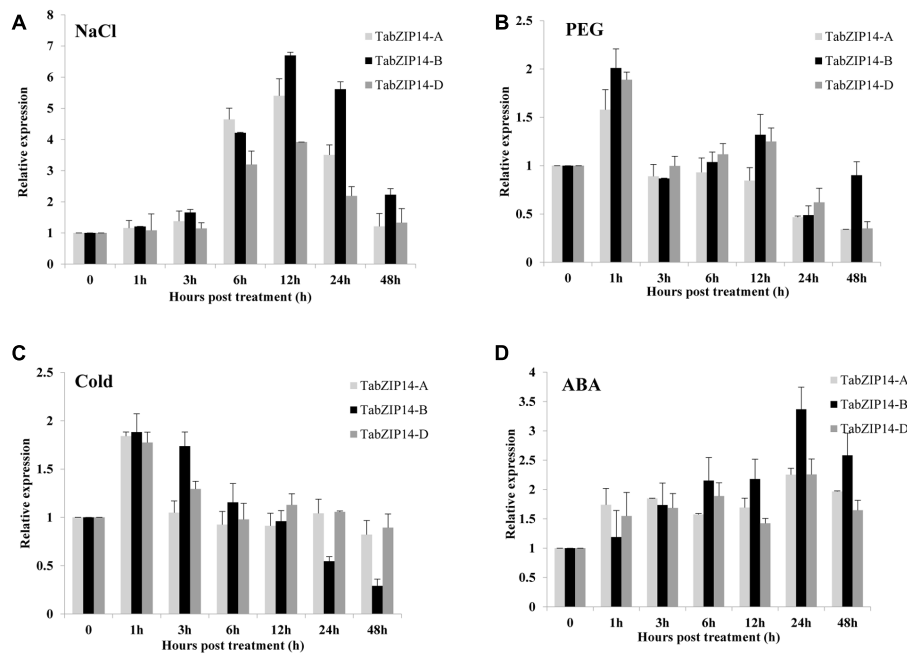 A
NaCl
TabZIP14-A
TabZIP14-B
TabZIP14-D
Relative expression
8
7
6
5
4
3
2
1
0
0 1h 3h 6h 12h 24h 48h
Hours post treatment (h)
B
PEG
TabZIP14-A
TabZIP14-B
TabZIP14-D
Relative expression
2.5
2
1.5
1
0.5
0
0 1h 3h 6h 12h 24h 48h
Hours post treatment (h)
C
Cold
TabZIP14-A
TabZIP14-B
TabZIP14-D
Relative expression
2.5
2
1.5
1
0.5
0
0 1h 3h 6h 12h 24h 48h
Hours post treatment (h)
D
ABA
TabZIP14-A
TabZIP14-B
TabZIP14-D
Relative expression
4
3.5
3
2.5
2
1.5
1
0.5
0
0 1h 3h 6h 12h 24h 48h
Hours post treatment (h)